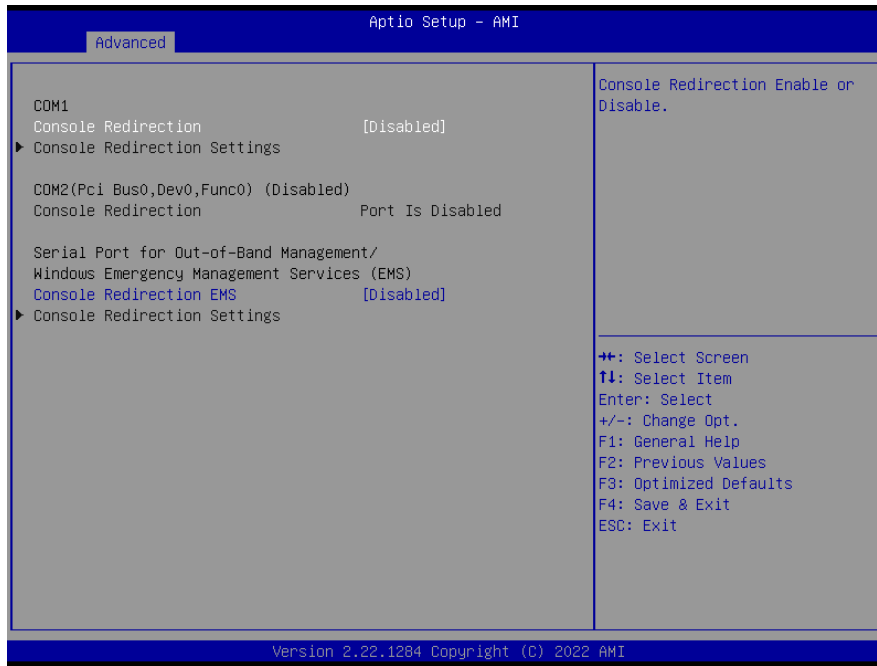 Aptio Setup – AMI
Advanced
COM1
Console Redirection [Disabled]
▶ Console Redirection Settings
COM2(Pci Bus0,Dev0,Func0) (Disabled)
Console Redirection Port Is Disabled
Serial Port for Out-of-Band Management/
Windows Emergency Management Services (EMS)
Console Redirection EMS [Disabled]
▶ Console Redirection Settings
Console Redirection Enable or
Disable.
→←: Select Screen
↑↓: Select Item
Enter: Select
+/-: Change Opt.
F1: General Help
F2: Previous Values
F3: Optimized Defaults
F4: Save & Exit
ESC: Exit
Version 2.22.1284 Copyright (C) 2022 AMI